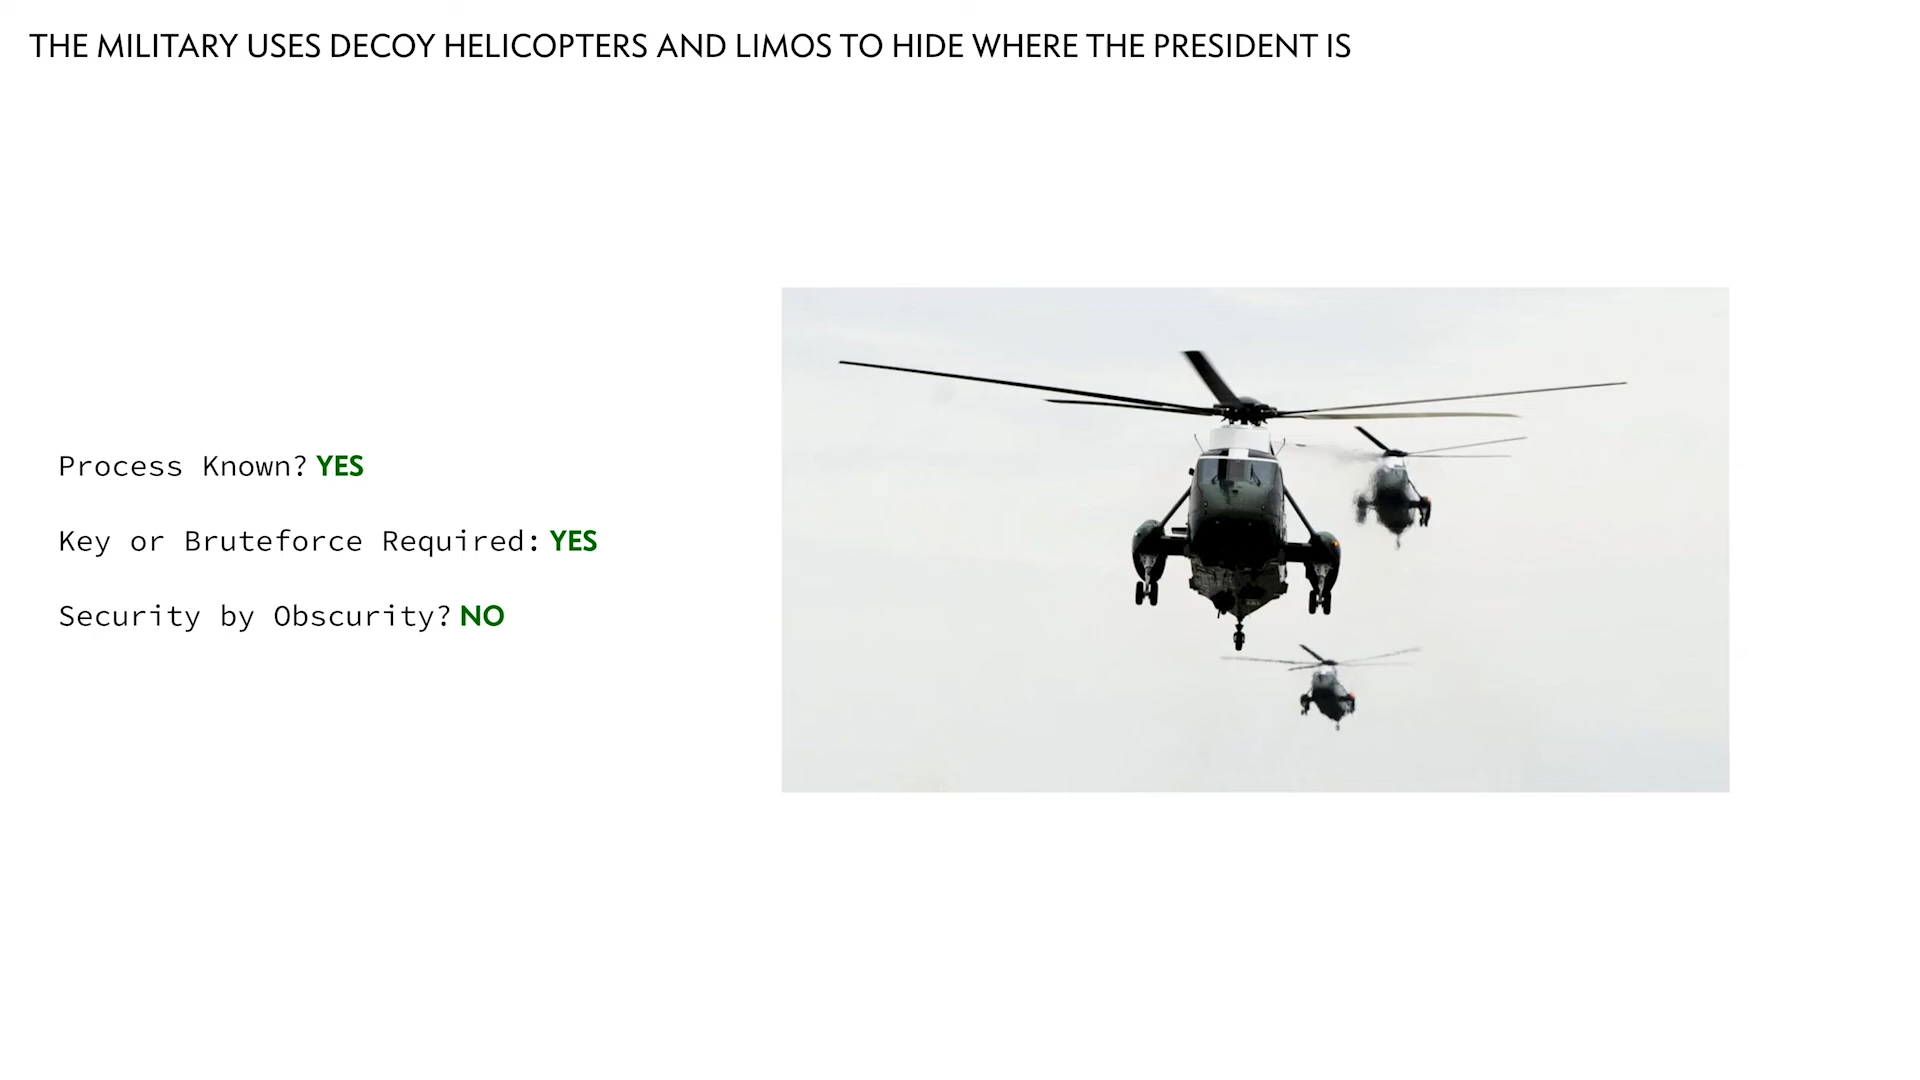 THE MILITARY USES DECOY HELICOPTERS AND LIMOS TO HIDE WHERE THE PRESIDENT IS
Process Known? YES
Key or Bruteforce Required: YES
Security by Obscurity? NO